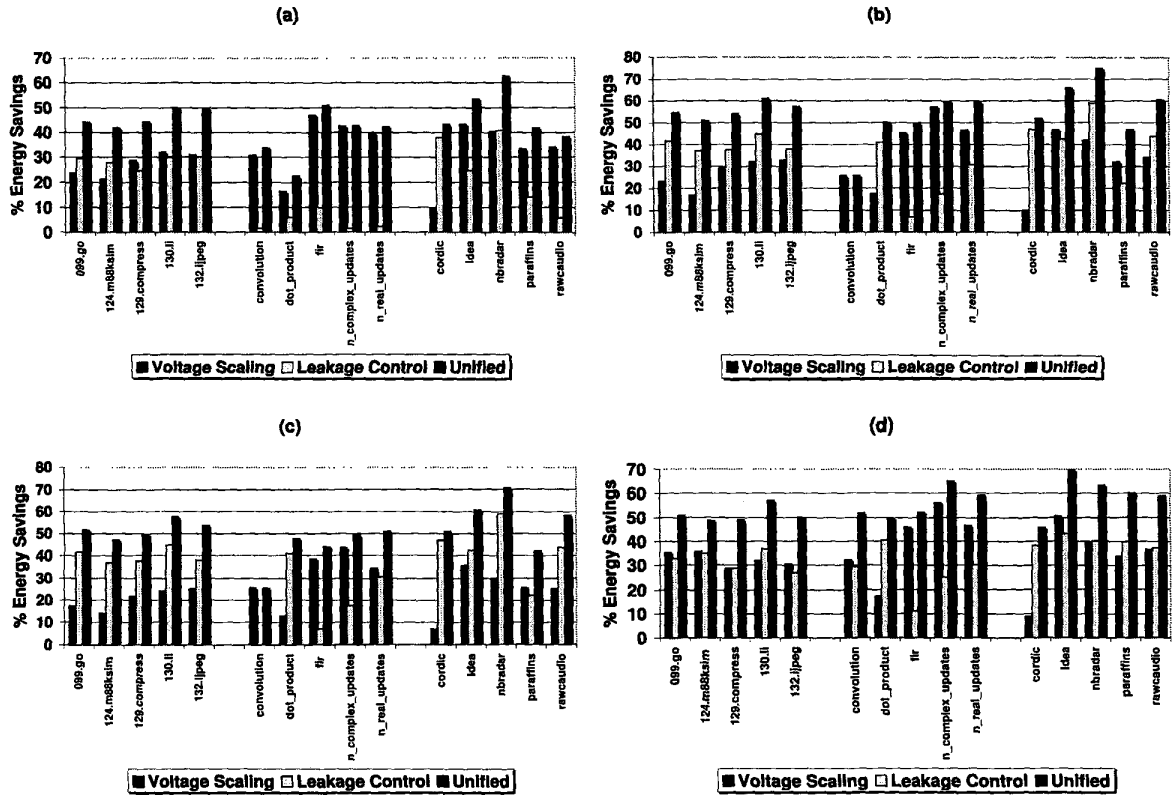 (a)
% Energy Savings
70
60
50
40
30
20
10
0
099.go
124.m88ksim
129.compress
130.li
132.ijpeg
convolution
dot_product
fir
n_complex_updates
n_real_updates
cordic
idea
nbradar
paraffins
rawcaudio
Voltage Scaling Leakage Control Unified
(b)
% Energy Savings
80
70
60
50
40
30
20
10
0
099.go
124.m88ksim
129.compress
130.li
132.ijpeg
convolution
dot_product
fir
n_complex_updates
n_real_updates
cordic
idea
nbradar
paraffins
rawcaudio
Voltage Scaling Leakage Control Unified
(c)
% Energy Savings
80
70
60
50
40
30
20
10
0
099.go
124.m88ksim
129.compress
130.li
132.ijpeg
convolution
dot_product
fir
n_complex_updates
n_real_updates
cordic
idea
nbradar
paraffins
rawcaudio
Voltage Scaling Leakage Control Unified
(d)
% Energy Savings
70
60
50
40
30
20
10
0
099.go
124.m88ksim
129.compress
130.li
132.ijpeg
convolution
dot_product
fir
n_complex_updates
n_real_updates
cordic
idea
nbradar
paraffins
rawcaudio
Voltage Scaling Leakage Control Unified